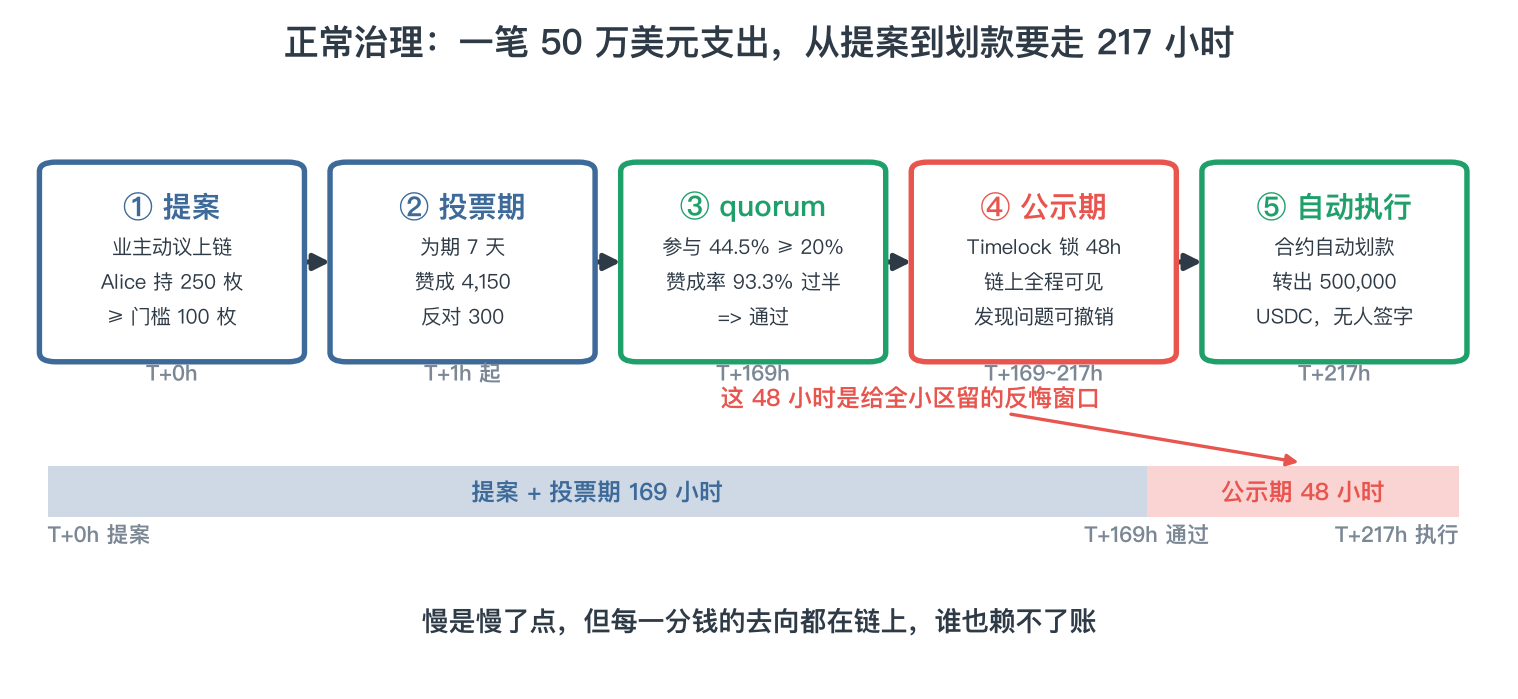 正常治理：一笔 50 万美元支出，从提案到划款要走 217 小时
① 提案
业主动议上链
Alice 持 250 枚
≥ 门槛 100 枚
T+0h
② 投票期
为期 7 天
赞成 4,150
反对 300
T+1h 起
③ quorum
参与 44.5% ≥ 20%
赞成率 93.3% 过半
=> 通过
T+169h
④ 公示期
Timelock 锁 48h
链上全程可见
发现问题可撤销
T+169~217h
⑤ 自动执行
合约自动划款
转出 500,000
USDC，无人签字
T+217h
这 48 小时是给全小区留的反悔窗口
提案 + 投票期 169 小时
公示期 48 小时
T+0h 提案
T+169h 通过
T+217h 执行
慢是慢了点，但每一分钱的去向都在链上，谁也赖不了账